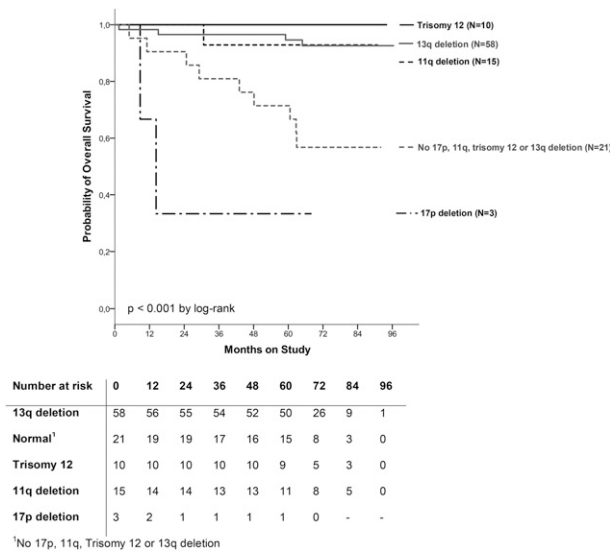 1,0
0,8
0,6
0,4
0,2
0,0
Probability of Overall Survival
Trisomy 12 (N=10)
13q deletion (N=58)
11q deletion (N=15)
No 17p, 11q, trisomy 12 or 13q deletion (N=21)
17p deletion (N=3)
p < 0.001 by log-rank
0 12 24 36 48 60 72 84 96
Months on Study
Number at risk 0 12 24 36 48 60 72 84 96
13q deletion 58 56 55 54 52 50 26 9 1
Normal¹ 21 19 19 17 16 15 8 3 0
Trisomy 12 10 10 10 10 10 9 5 3 0
11q deletion 15 14 14 13 13 11 8 5 0
17p deletion 3 2 1 1 1 1 0 - -
¹No 17p, 11q, Trisomy 12 or 13q deletion